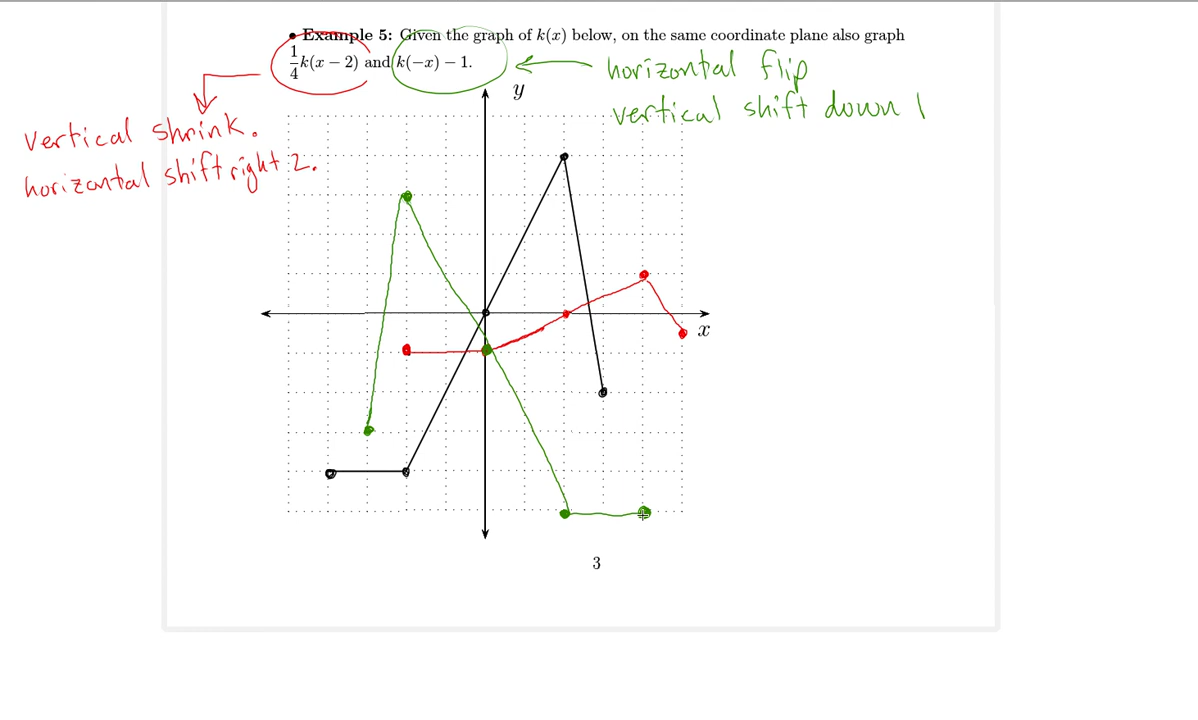 • Example 5: Given the graph of k(x) below, on the same coordinate plane also graph
1/4 k(x − 2) and k(−x) − 1.
horizontal flip
vertical shift down 1
vertical shrink.
horizontal shift right 2.
y
x
3